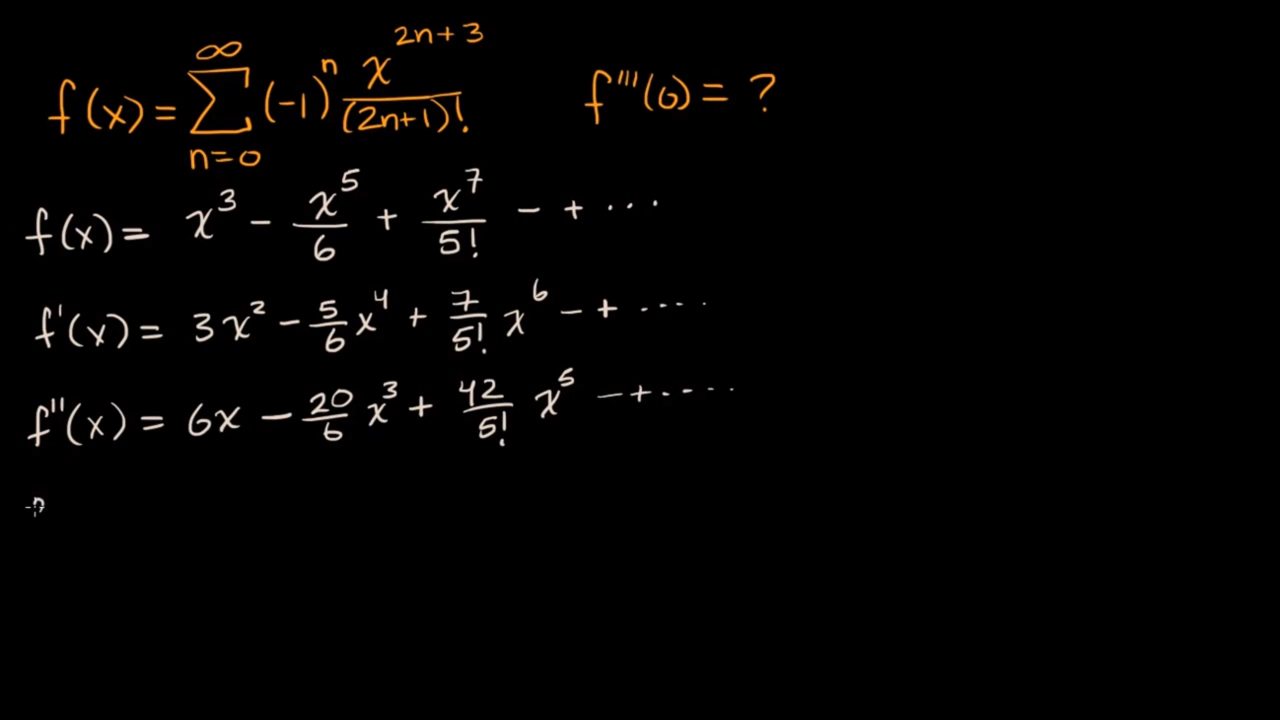 f(x) = ∑_{n=0}^{∞} (-1)^n x^{2n+3}/(2n+1)! f'''(0) = ?
f(x) = x^3 - x^5/6 + x^7/5! - + ...
f'(x) = 3x^2 - 5/6 x^4 + 7/5! x^6 - + ....
f''(x) = 6x - 20/6 x^3 + 42/5! x^5 - + ....